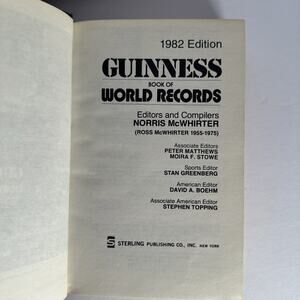 1982 Edition
GUINNESS
BOOK OF
WORLD RECORDS
Editors and Compilers
NORRIS McWHIRTER
(ROSS McWHIRTER 1955-1975)
Associate Editors
PETER MATTHEWS
MOIRA F. STOWE
Sports Editor
STAN GREENBERG
American Editor
DAVID A. BOEHM
Associate American Editor
STEPHEN TOPPING
STERLING PUBLISHING CO., INC. NEW YORK